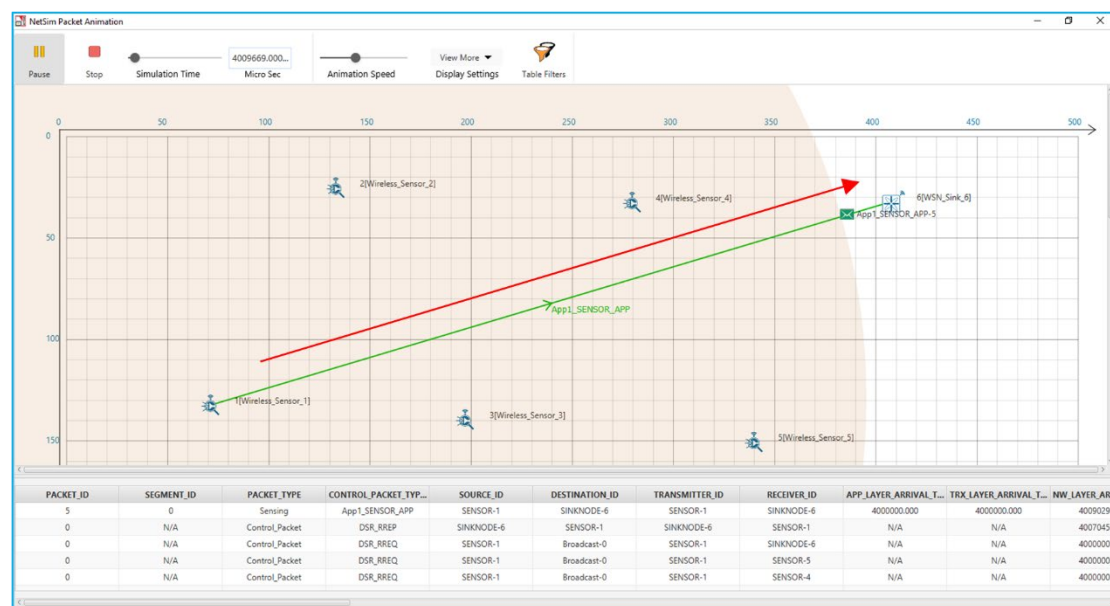 NetSim Packet Animation
4009669.000... View More
Pause Stop Simulation Time Micro Sec Animation Speed Display Settings Table Filters
0 50 100 150 200 250 300 350 400 450 500
0
2[Wireless_Sensor_2]
4[Wireless_Sensor_4] 6[WSN_Sink_6]
App1_SENSOR_APP-5
50
App1_SENSOR_APP
100
1[Wireless_Sensor_1]
3[Wireless_Sensor_3]
150 5[Wireless_Sensor_5]
PACKET_ID SEGMENT_ID PACKET_TYPE CONTROL_PACKET_TYP... SOURCE_ID DESTINATION_ID TRANSMITTER_ID RECEIVER_ID APP_LAYER_ARRIVAL_T... TRX_LAYER_ARRIVAL_T... NW_LAYER_AR
5 0 Sensing App1_SENSOR_APP SENSOR-1 SINKNODE-6 SENSOR-1 SINKNODE-6 4000000.000 4000000.000 4009029
0 N/A Control_Packet DSR_RREP SINKNODE-6 SENSOR-1 SINKNODE-6 SENSOR-1 N/A N/A 4007045
0 N/A Control_Packet DSR_RREQ SENSOR-1 Broadcast-0 SENSOR-1 SINKNODE-6 N/A N/A 4000000
0 N/A Control_Packet DSR_RREQ SENSOR-1 Broadcast-0 SENSOR-1 SENSOR-5 N/A N/A 4000000
0 N/A Control_Packet DSR_RREQ SENSOR-1 Broadcast-0 SENSOR-1 SENSOR-4 N/A N/A 4000000